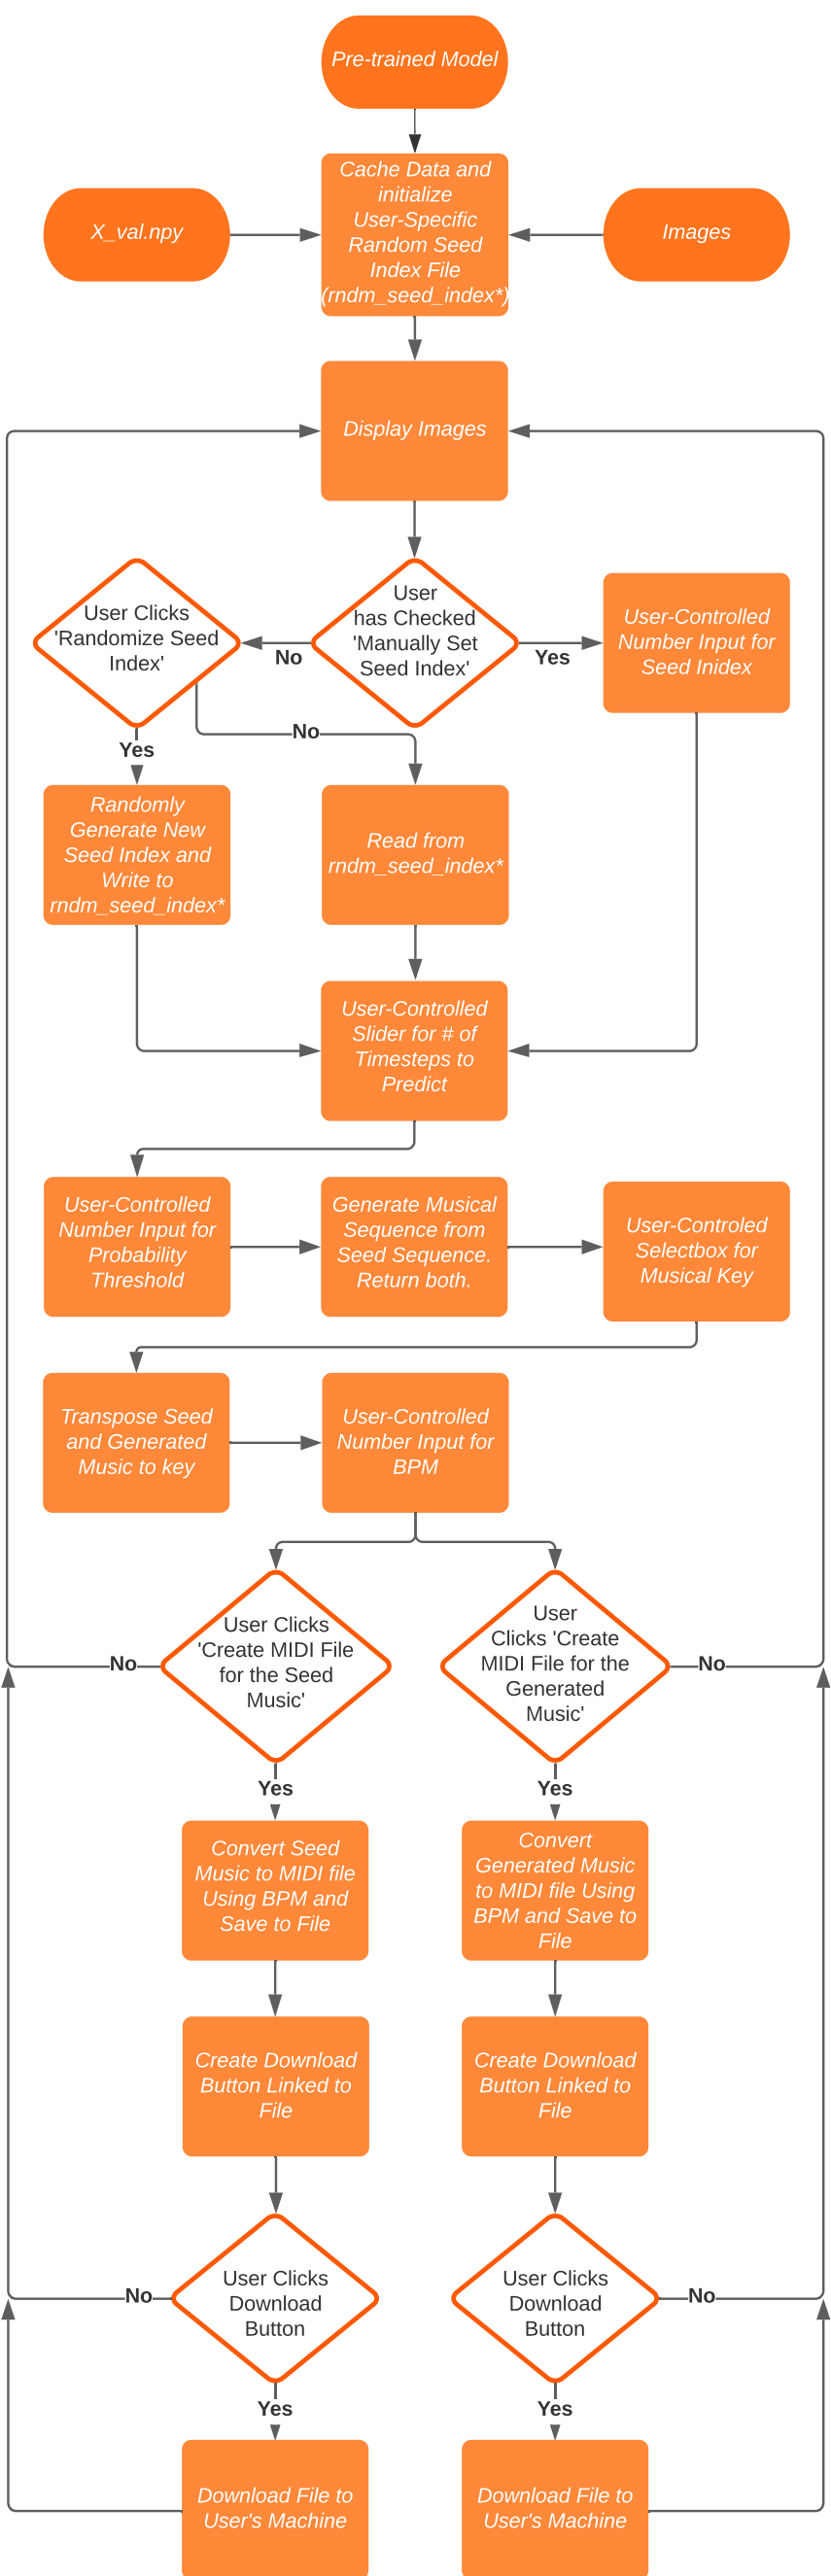 Pre-trained Model
Cache Data and
initialize
User-Specific
Random Seed
Index File
(rndm_seed_index*)
X_val.npy
Images
Display Images
User Clicks
'Randomize Seed
Index'
User
has Checked
'Manually Set
Seed Index'
User-Controlled
Number Input for
Seed Inidex
No
Yes
No
Yes
Randomly
Generate New
Seed Index and
Write to
rndm_seed_index*
Read from
rndm_seed_index*
User-Controlled
Slider for # of
Timesteps to
Predict
User-Controlled
Number Input for
Probability
Threshold
Generate Musical
Sequence from
Seed Sequence.
Return both.
User-Controled
Selectbox for
Musical Key
Transpose Seed
and Generated
Music to key
User-Controlled
Number Input for
BPM
User Clicks
'Create MIDI File
for the Seed
Music'
User
Clicks 'Create
MIDI File for the
Generated
Music'
No
No
Yes
Yes
Convert Seed
Music to MIDI file
Using BPM and
Save to File
Convert
Generated Music
to MIDI file Using
BPM and Save to
File
Create Download
Button Linked to
File
Create Download
Button Linked to
File
User Clicks
Download
Button
User Clicks
Download
Button
No
No
Yes
Yes
Download File to
User's Machine
Download File to
User's Machine